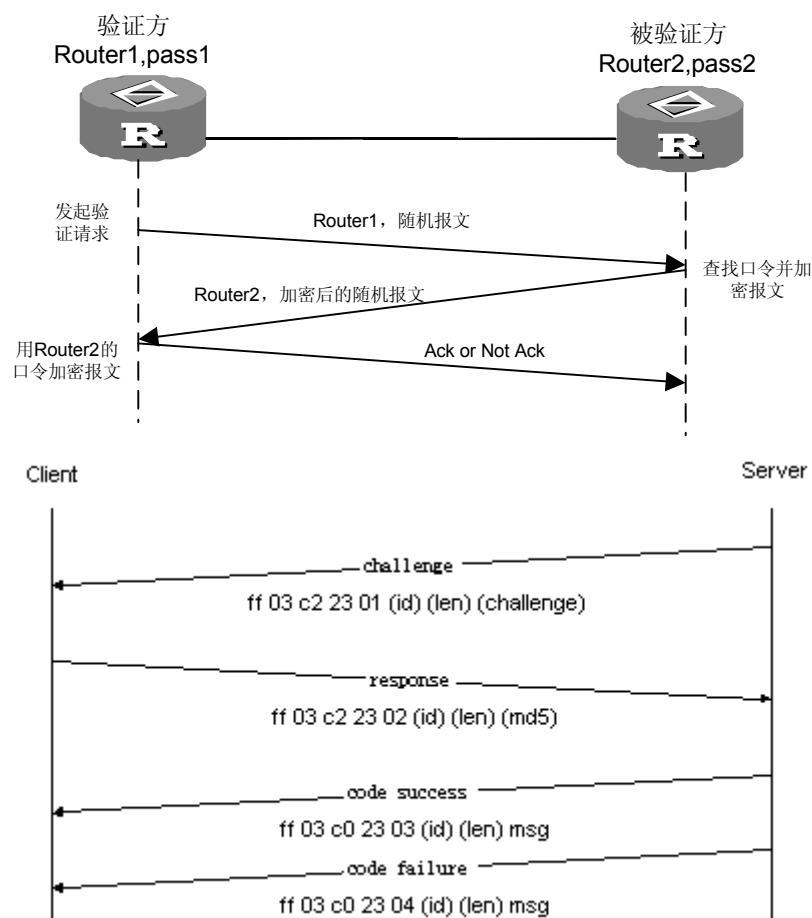 验证方
Router1,pass1
被验证方
Router2,pass2
R
R
发起验
证请求
Router1，随机报文
查找口令并加
密报文
Router2，加密后的随机报文
用Router2的
口令加密报文
Ack or Not Ack
Client
Server
challenge
ff 03 c2 23 01 (id) (len) (challenge)
response
ff 03 c2 23 02 (id) (len) (md5)
code success
ff 03 c0 23 03 (id) (len) msg
code failure
ff 03 c0 23 04 (id) (len) msg